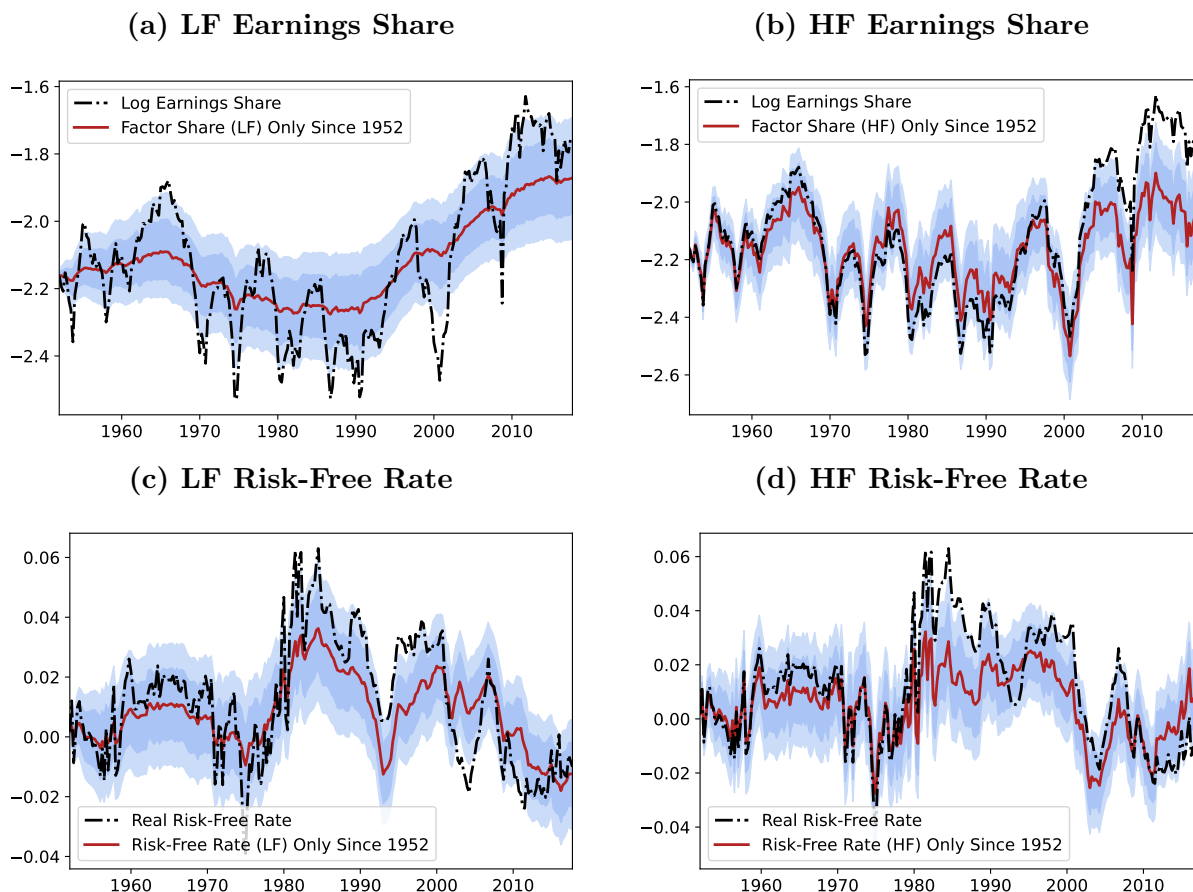 (a) LF Earnings Share
−1.6
−1.8
−2.0
−2.2
−2.4
1960 1970 1980 1990 2000 2010
Log Earnings Share
Factor Share (LF) Only Since 1952
(b) HF Earnings Share
−1.6
−1.8
−2.0
−2.2
−2.4
−2.6
1960 1970 1980 1990 2000 2010
Log Earnings Share
Factor Share (HF) Only Since 1952
(c) LF Risk-Free Rate
0.06
0.04
0.02
0.00
−0.02
−0.04
1960 1970 1980 1990 2000 2010
Real Risk-Free Rate
Risk-Free Rate (LF) Only Since 1952
(d) HF Risk-Free Rate
0.06
0.04
0.02
0.00
−0.02
−0.04
1960 1970 1980 1990 2000 2010
Real Risk-Free Rate
Risk-Free Rate (HF) Only Since 1952